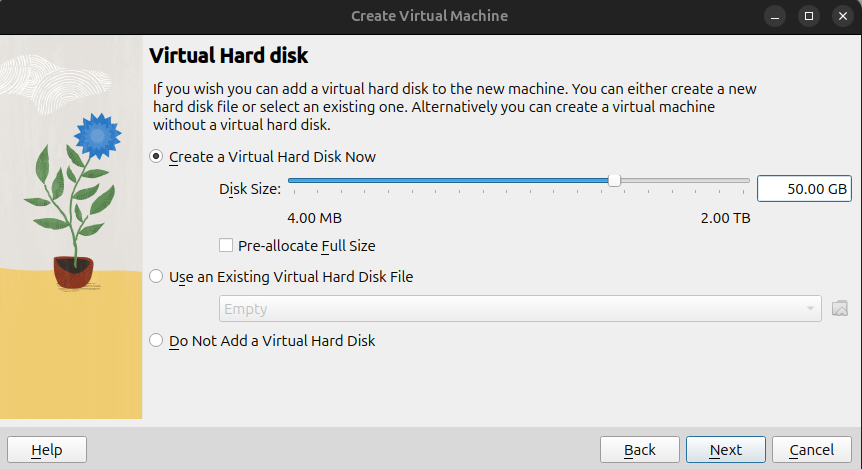 Create Virtual Machine
Virtual Hard disk
If you wish you can add a virtual hard disk to the new machine. You can either create a new
hard disk file or select an existing one. Alternatively you can create a virtual machine
without a virtual hard disk.
Create a Virtual Hard Disk Now
Disk Size:
50.00 GB
4.00 MB
2.00 TB
Pre-allocate Full Size
Use an Existing Virtual Hard Disk File
Empty
Do Not Add a Virtual Hard Disk
Help
Back
Next
Cancel